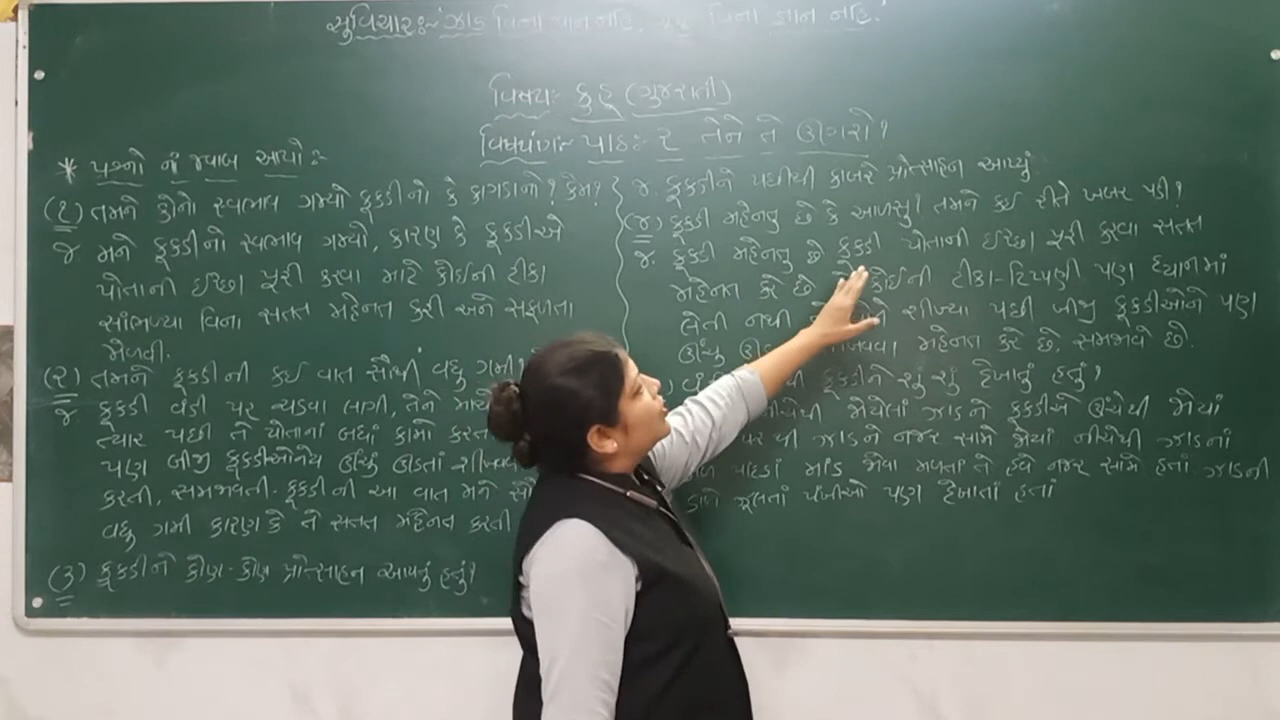 સુવિચારઃ- ઝાડ વિના નહિ, વિના જ્ઞાન નહિ.
વિષયઃ કુહૂ (ગુજરાતી)
પાઠઃ ૨ તેને તે ઊગરો?
* પ્રશ્નો નાં જવાબ આપો :-
(૧) તમને કોનો સ્વભાવ ગમ્યો કૂકડીનો કે કાગડાનો? કેમ?
જ. મને કૂકડીનો સ્વભાવ ગમ્યો, કારણ કે કૂકડીએ
પોતાની ઈચ્છા પૂરી કરવા માટે કોઈની ટીકા
સાંભળ્યા વિના સતત મહેનત કરી અને સફળતા
મેળવી.
(૨) તમને કૂકડીની કઈ વાત સૌથી વધુ ગમી?
જ. કૂકડી વંડી પર ચડવા લાગી, તેને
ત્યાર પછી તે પોતાનાં બધાં કામો
પણ બીજી કૂકડીઓનેય ઊંચું ઊડતાં
કરતી, સમજાવતી. કૂકડીની આ વાત મને
વધુ ગમી કારણ કે તે સતત મહેનત કરતી
(૩) કૂકડીને કોણ-કોણ પ્રોત્સાહન આપતું હતું?
જ. કૂકડીને પછીથી કાબરે પ્રોત્સાહન આપ્યું.
(૪) કૂકડી મહેનતુ છે કે આળસુ? તમને કઈ રીતે ખબર પડી?
જ. કૂકડી મહેનતુ છે કૂકડી પોતાની ઈચ્છા પૂરી કરવા સતત
મહેનત કરે છે કોઈની ટીકા-ટિપ્પણી પણ ધ્યાનમાં
લેતી નથી શીખ્યા પછી બીજી કૂકડીઓને પણ
ઊંચું મહેનત કરે છે, સમજાવે છે.
કૂકડીને શું શું દેખાતું હતું?
જોયેલાં ઝાડને કૂકડીએ ઊંચેથી જોયાં
પર થી ઝાડને નજર સામે જોયાં નીચેથી ઝાડનાં
પાંદડાં માંડ જોવા મળતાં તે હવે નજર સામે હતાં ઝાડની
ઝૂલતાં પંખીઓ પણ દેખાતાં હતાં